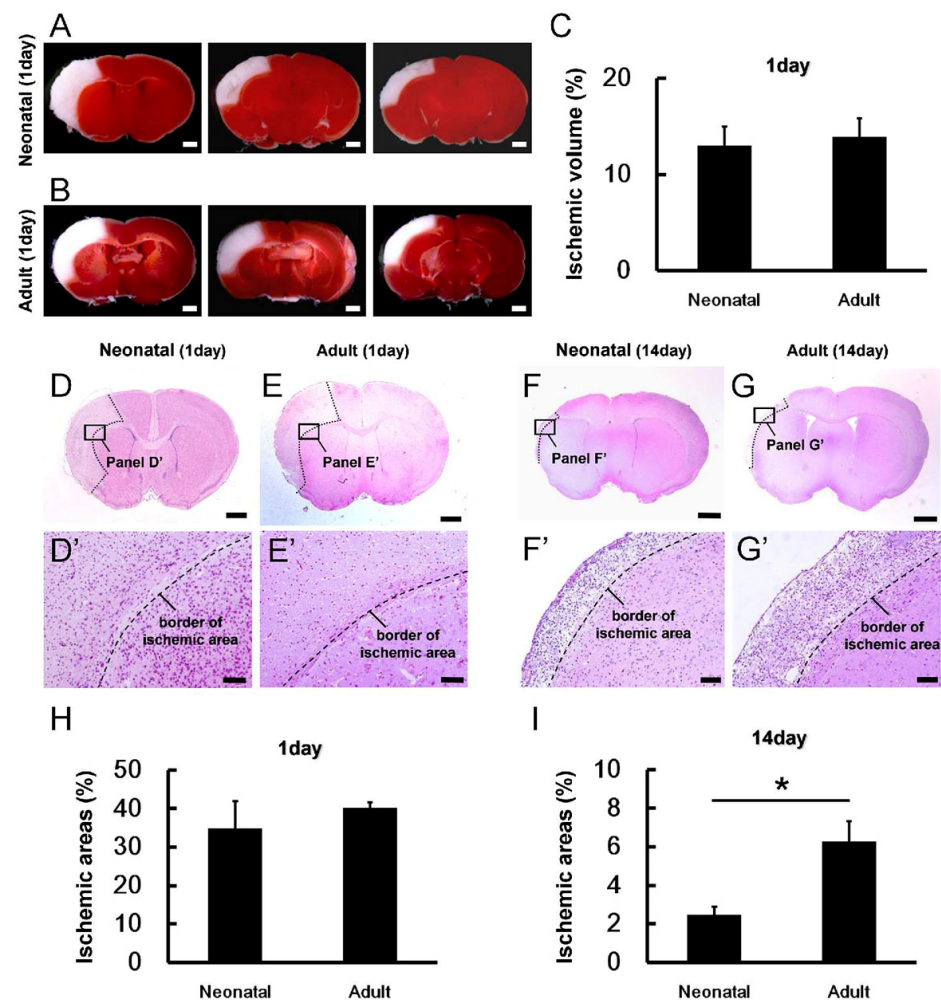 A
Neonatal (1day)
B
Adult (1day)
C
1day
Ischemic volume (%)
20
10
0
Neonatal
Adult
Neonatal (1day)
Adult (1day)
Neonatal (14day)
Adult (14day)
D
Panel D'
E
Panel E'
F
Panel F'
G
Panel G'
D'
border of
ischemic area
E'
border of
ischemic area
F'
border of
ischemic area
G'
border of
ischemic area
H
1day
Ischemic areas (%)
50
40
30
20
10
0
Neonatal
Adult
I
14day
Ischemic areas (%)
8
6
4
2
0
*
Neonatal
Adult